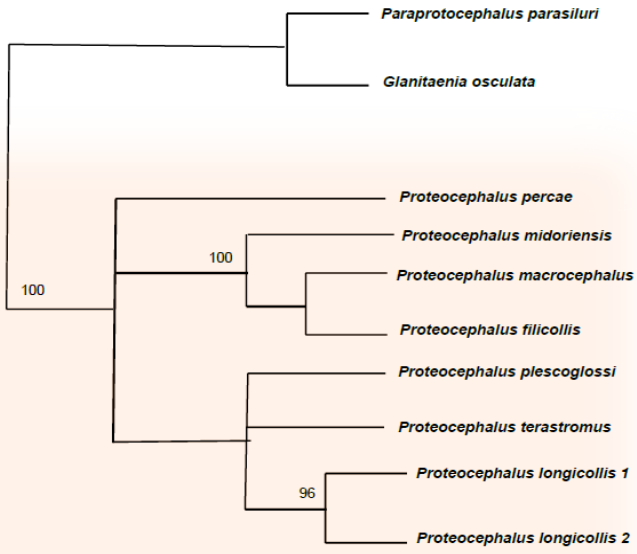 Paraprotocephalus parasiluri
Glanitaenia osculata
Proteocephalus percae
Proteocephalus midoriensis
100
Proteocephalus macrocephalus
100
Proteocephalus filicollis
Proteocephalus plescoglossi
Proteocephalus terastromus
Proteocephalus longicollis 1
96
Proteocephalus longicollis 2